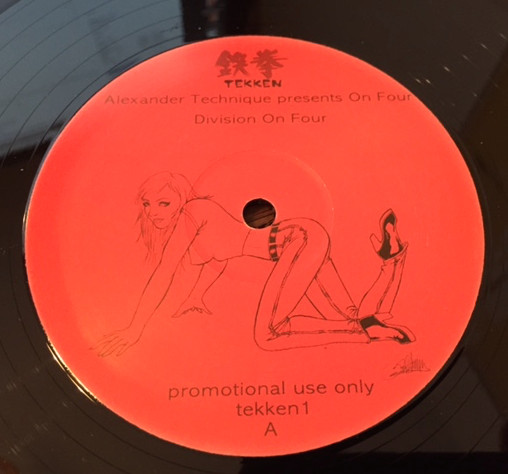 鉄拳
TEKKEN
Alexander Technique presents On Four
Division On Four
promotional use only
tekken1
A